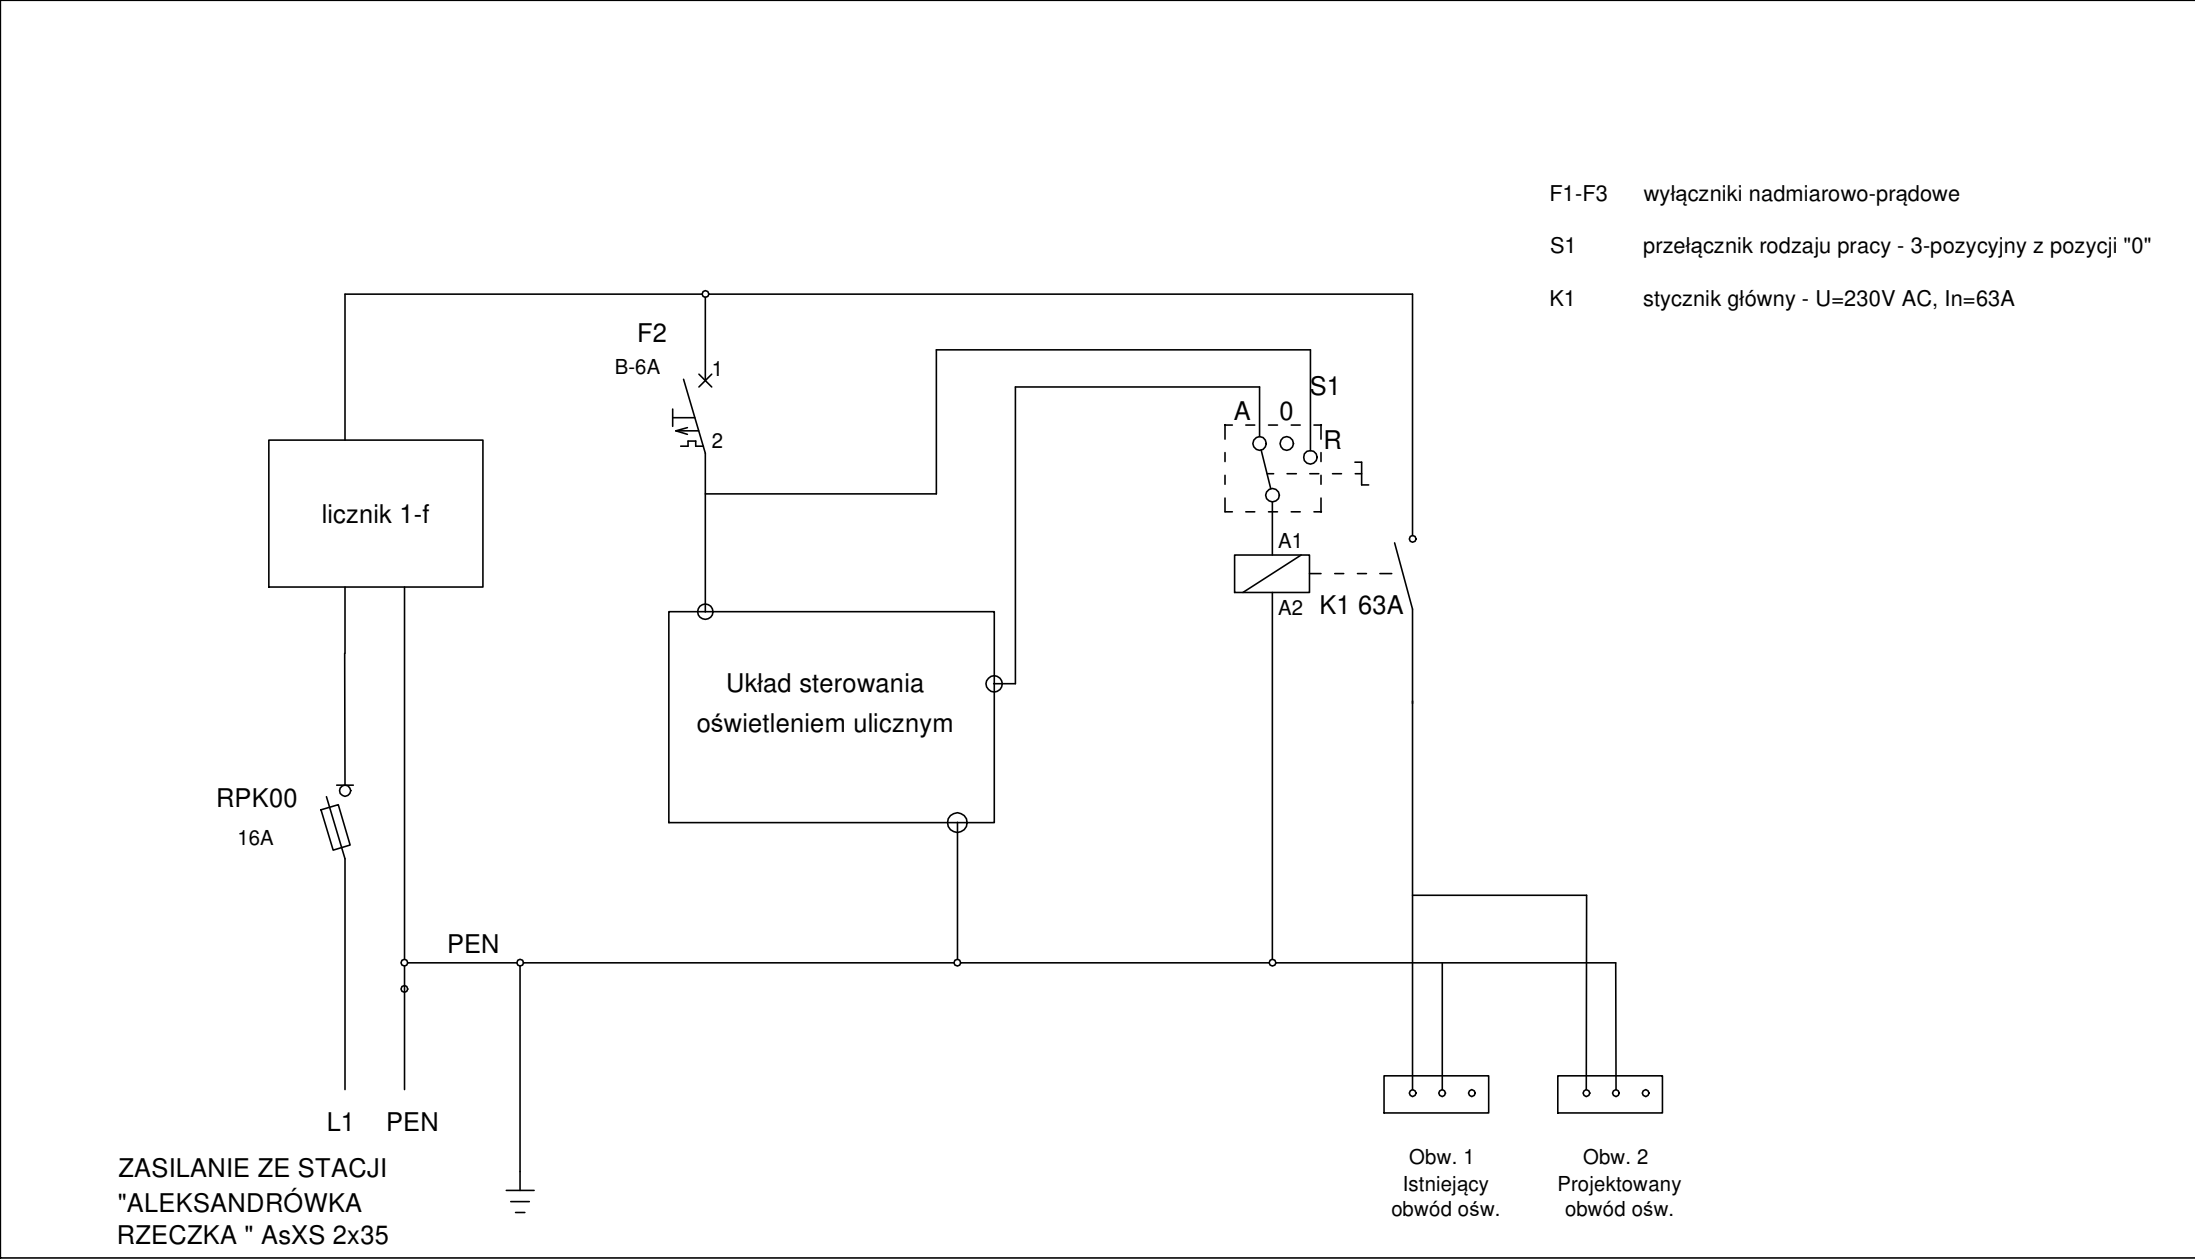 F1-F3 wyłączniki nadmiarowo-prądowe
S1 przełącznik rodzaju pracy - 3-pozycyjny z pozycji "0"
K1 stycznik główny - U=230V AC, In=63A
F2
B-6A
1
2
S1
A 0
R
licznik 1-f
A1
A2
K1 63A
Układ sterowania
oświetleniem ulicznym
RPK00
16A
PEN
L1 PEN
ZASILANIE ZE STACJI
"ALEKSANDRÓWKA
RZECZKA " AsXS 2x35
Obw. 1
Istniejący
obwód ośw.
Obw. 2
Projektowany
obwód ośw.